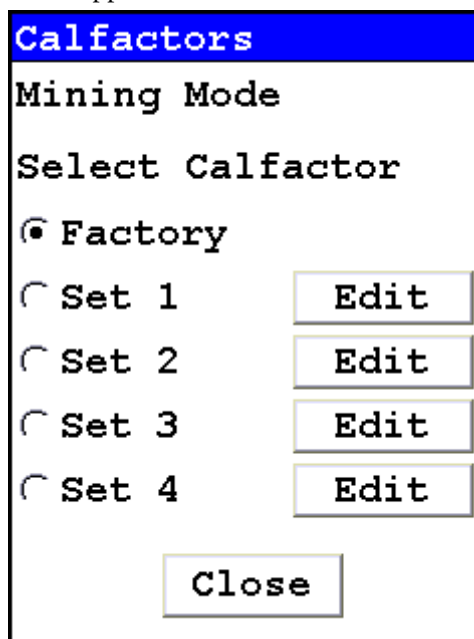 Calfactors
Mining Mode
Select Calfactor
Factory
Set 1 Edit
Set 2 Edit
Set 3 Edit
Set 4 Edit
Close